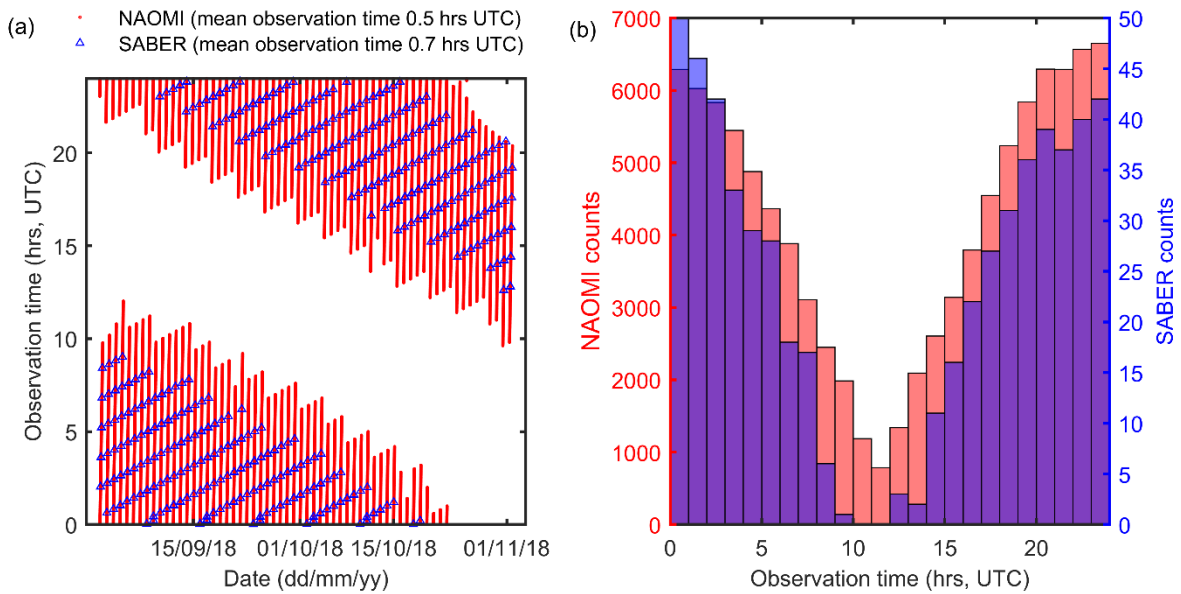 (a)
NAOMI (mean observation time 0.5 hrs UTC)
SABER (mean observation time 0.7 hrs UTC)
20
15
10
5
0
Observation time (hrs, UTC)
15/09/18 01/10/18 15/10/18 01/11/18
Date (dd/mm/yy)
(b)
7000
6000
5000
4000
3000
2000
1000
0
NAOMI counts
50
45
40
35
30
25
20
15
10
5
0
SABER counts
0 5 10 15 20
Observation time (hrs, UTC)